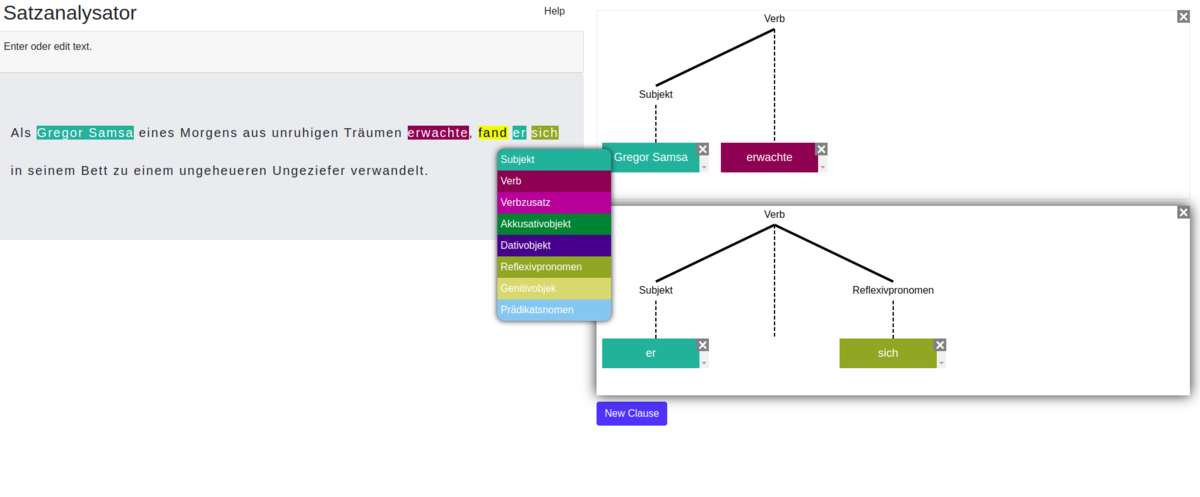 Satzanalysator
Help
Enter oder edit text.
Als Gregor Samsa eines Morgens aus unruhigen Träumen erwachte, fand er sich
in seinem Bett zu einem ungeheueren Ungeziefer verwandelt.
Subjekt
Verb
Verbzusatz
Akkusativobjekt
Dativobjekt
Reflexivpronomen
Genitivobjek
Prädikatsnomen
Verb
Subjekt
Gregor Samsa
erwachte
Verb
Subjekt
Reflexivpronomen
er
sich
New Clause